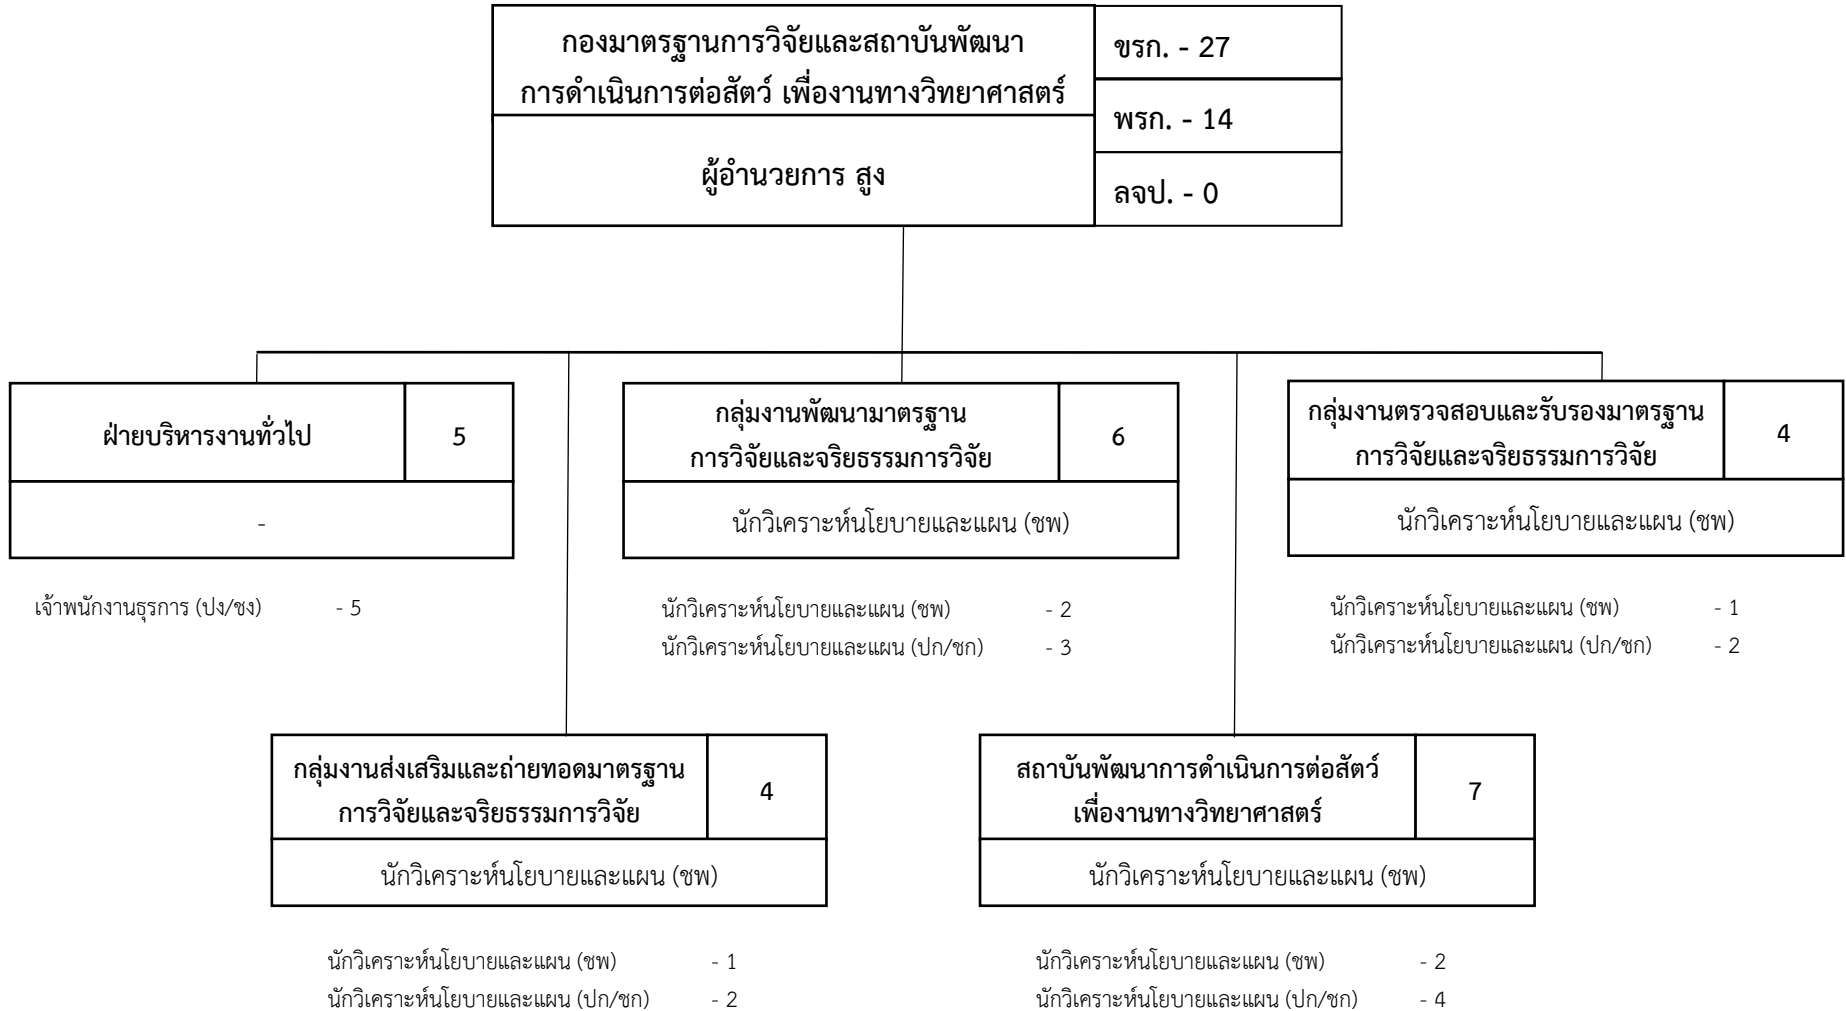 กองมาตรฐานการวิจัยและสถาบันพัฒนา
การดำเนินการต่อสัตว์ เพื่องานทางวิทยาศาสตร์
ผู้อำนวยการ สูง
ขรก. - 27
พรก. - 14
ลจป. - 0
ฝ่ายบริหารงานทั่วไป
5
-
เจ้าพนักงานธุรการ (ปง/ชง) - 5
กลุ่มงานพัฒนามาตรฐาน
การวิจัยและจริยธรรมการวิจัย
6
นักวิเคราะห์นโยบายและแผน (ชพ)
นักวิเคราะห์นโยบายและแผน (ชพ) - 2
นักวิเคราะห์นโยบายและแผน (ปก/ชก) - 3
กลุ่มงานตรวจสอบและรับรองมาตรฐาน
การวิจัยและจริยธรรมการวิจัย
4
นักวิเคราะห์นโยบายและแผน (ชพ)
นักวิเคราะห์นโยบายและแผน (ชพ) - 1
นักวิเคราะห์นโยบายและแผน (ปก/ชก) - 2
กลุ่มงานส่งเสริมและถ่ายทอดมาตรฐาน
การวิจัยและจริยธรรมการวิจัย
4
นักวิเคราะห์นโยบายและแผน (ชพ)
นักวิเคราะห์นโยบายและแผน (ชพ) - 1
นักวิเคราะห์นโยบายและแผน (ปก/ชก) - 2
สถาบันพัฒนาการดำเนินการต่อสัตว์
เพื่องานทางวิทยาศาสตร์
7
นักวิเคราะห์นโยบายและแผน (ชพ)
นักวิเคราะห์นโยบายและแผน (ชพ) - 2
นักวิเคราะห์นโยบายและแผน (ปก/ชก) - 4